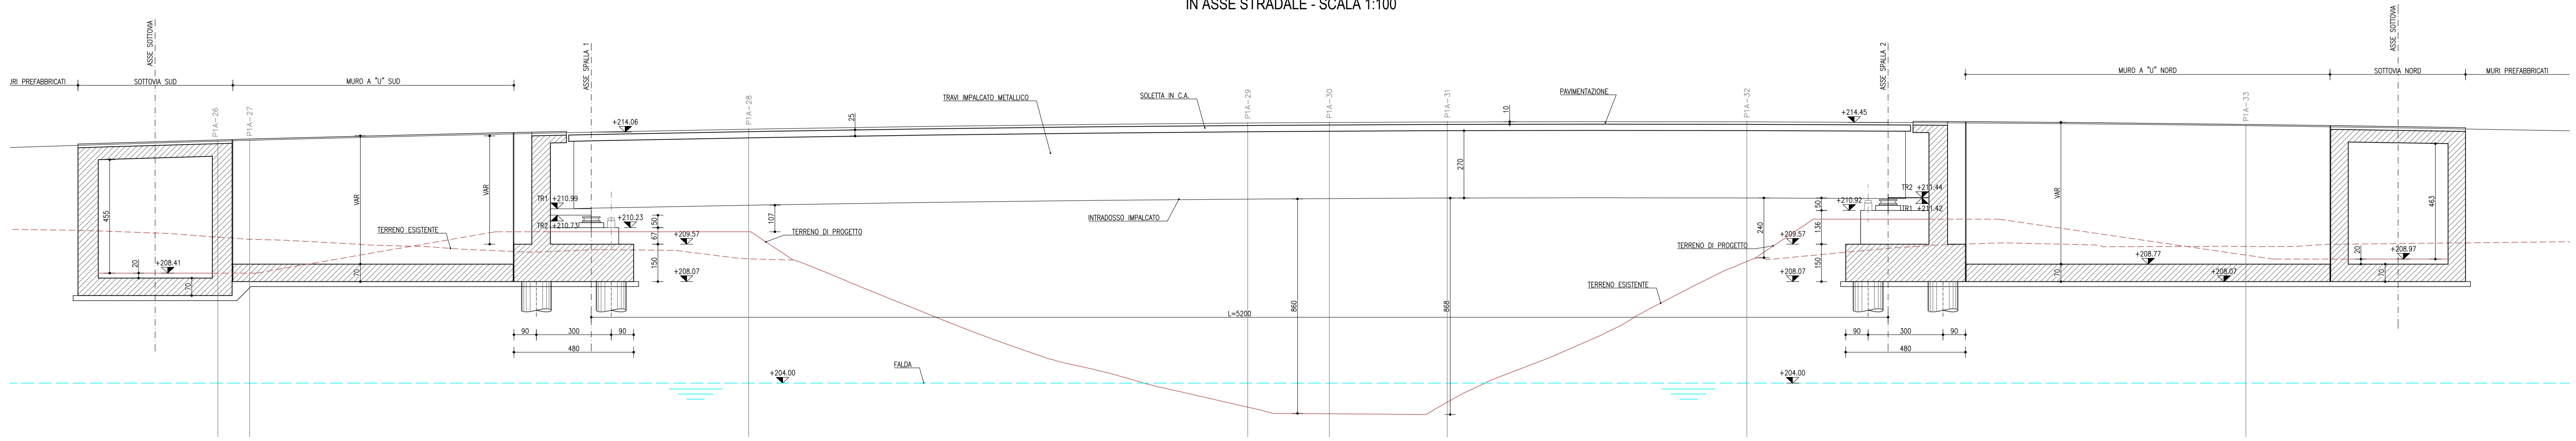 IN ASSE STRADALE - SCALA 1:100
ASSE SOTTOVIA
ASSE SPALLA 1
ASSE SPALLA 2
ASSE SOTTOVIA
URI PREFABBRICATI
SOTTOVIA SUD
MURO A "U" SUD
MURO A "U" NORD
SOTTOVIA NORD
MURI PREFABBRICATI
P1A-26
P1A-27
P1A-28
P1A-29
P1A-30
P1A-31
P1A-32
P1A-33
TRAVI IMPALCATO METALLICO
SOLETTA IN C.A.
PAVIMENTAZIONE
10
25
+214.06
+214.45
270
VAR
VAR
VAR
455
463
TR1 +210.99
TR2 +210.73
+210.23
50
67
150
+209.57
+208.07
107
TERRENO DI PROGETTO
INTRADOSSO IMPALCATO
TERRENO ESISTENTE
20
+208.41
70
70
240
TERRENO DI PROGETTO
TERRENO ESISTENTE
+210.92
50
136
150
+209.57
+208.07
TR2 +211.44
TR1 +211.42
+208.77
+208.07
70
20
+208.97
70
860
868
L=5200
90
300
90
480
90
300
90
480
FALDA
+204.00
+204.00